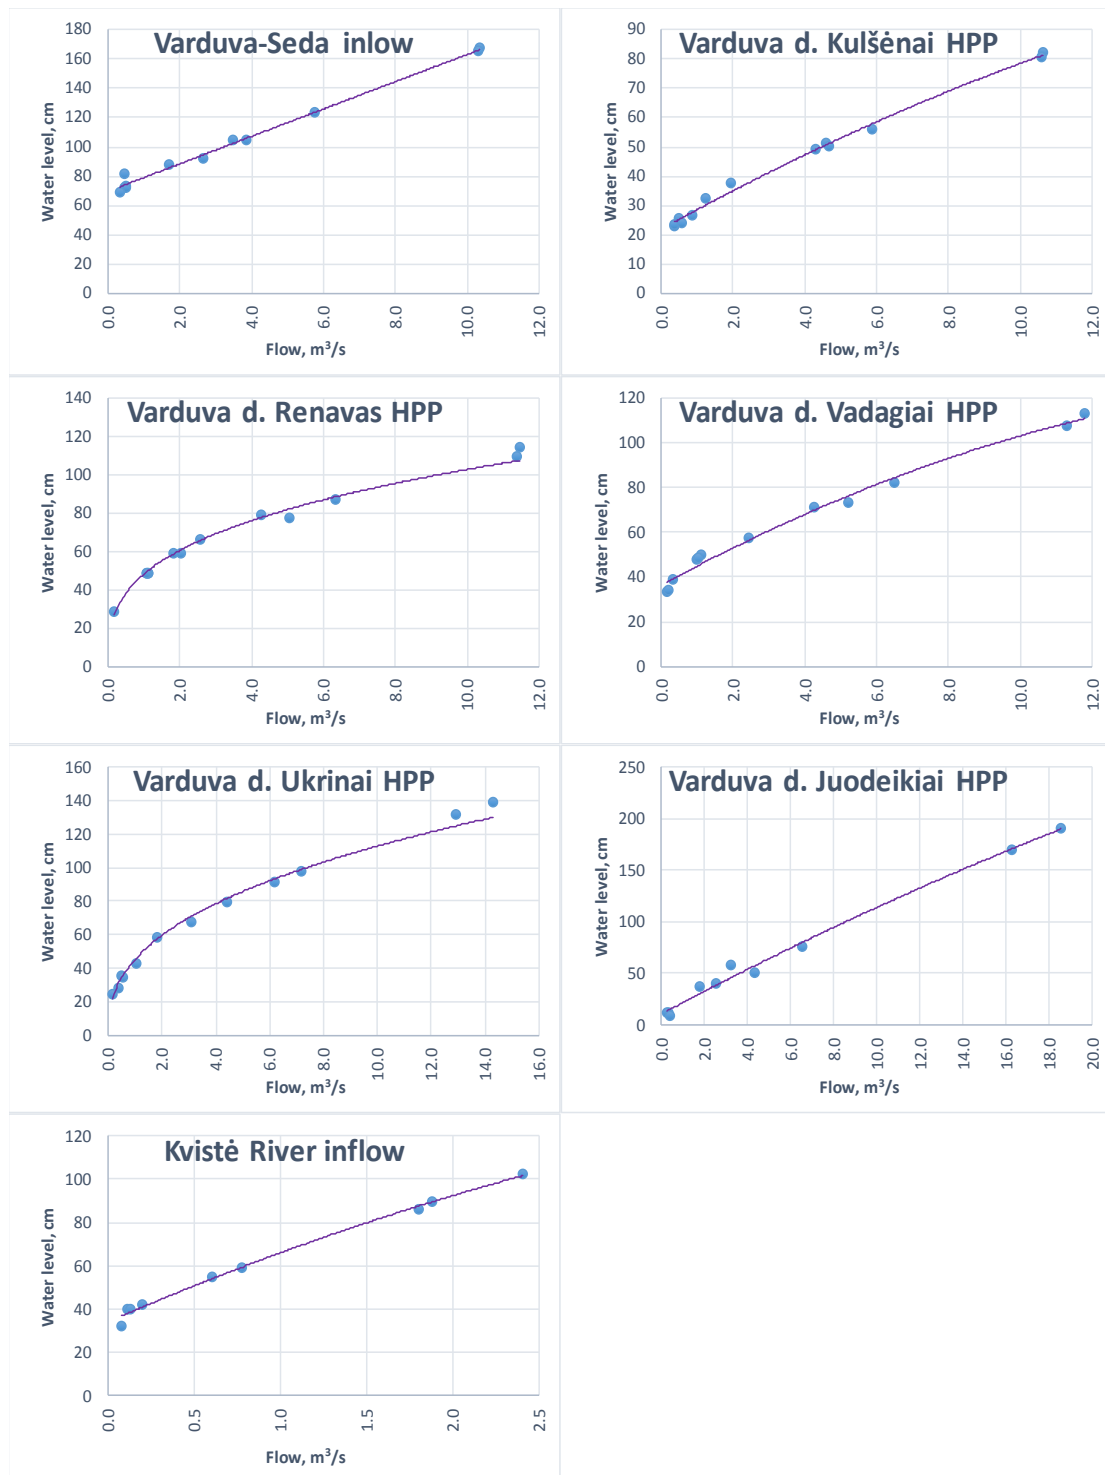 Varduva-Seda inlow
Water level, cm
180
160
140
120
100
80
60
40
20
0
0.0 2.0 4.0 6.0 8.0 10.0 12.0
Flow, m³/s
Varduva d. Kulšėnai HPP
Water level, cm
90
80
70
60
50
40
30
20
10
0
0.0 2.0 4.0 6.0 8.0 10.0 12.0
Flow, m³/s
Varduva d. Renavas HPP
Water level, cm
140
120
100
80
60
40
20
0
0.0 2.0 4.0 6.0 8.0 10.0 12.0
Flow, m³/s
Varduva d. Vadagiai HPP
Water level, cm
120
100
80
60
40
20
0
0.0 2.0 4.0 6.0 8.0 10.0 12.0
Flow, m³/s
Varduva d. Ukrinai HPP
Water level, cm
160
140
120
100
80
60
40
20
0
0.0 2.0 4.0 6.0 8.0 10.0 12.0 14.0 16.0
Flow, m³/s
Varduva d. Juodeikiai HPP
Water level, cm
250
200
150
100
50
0
0.0 2.0 4.0 6.0 8.0 10.0 12.0 14.0 16.0 18.0 20.0
Flow, m³/s
Kvistė River inflow
Water level, cm
120
100
80
60
40
20
0
0.0 0.5 1.0 1.5 2.0 2.5
Flow, m³/s